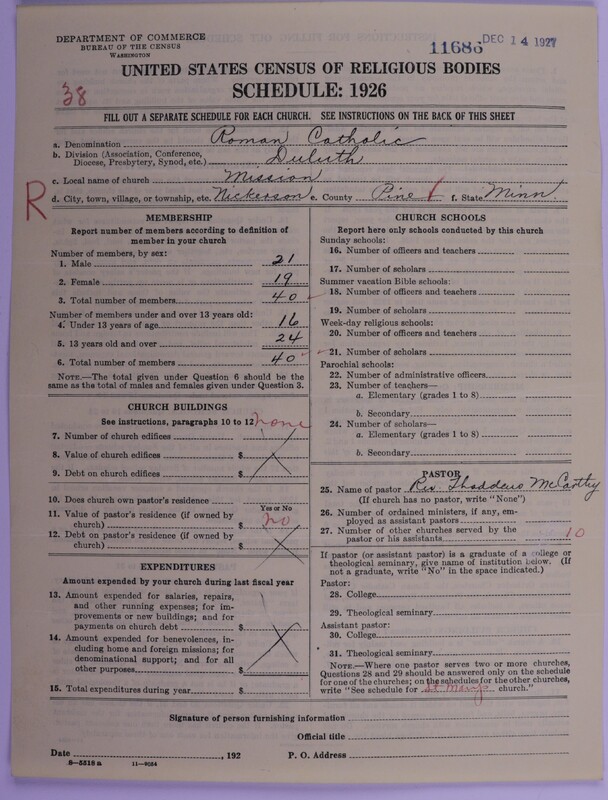 DEPARTMENT OF COMMERCE
BUREAU OF THE CENSUS
WASHINGTON
11686 DEC 14 1927
UNITED STATES CENSUS OF RELIGIOUS BODIES
SCHEDULE: 1926
38
FILL OUT A SEPARATE SCHEDULE FOR EACH CHURCH. SEE INSTRUCTIONS ON THE BACK OF THIS SHEET
a. Denomination Roman Catholic
b. Division (Association, Conference, Diocese, Presbytery, Synod, etc.) Duluth
c. Local name of church Mission
R
d. City, town, village, or township, etc. Nickerson e. County Pine f. State Minn.
MEMBERSHIP
Report number of members according to definition of
member in your church
Number of members, by sex:
1. Male 21
2. Female 19
3. Total number of members 40
Number of members under and over 13 years old:
4. Under 13 years of age 16
5. 13 years old and over 24
6. Total number of members 40
NOTE.—The total given under Question 6 should be
same as the total of males and females given under Question 3.
CHURCH BUILDINGS
See instructions, paragraphs 10 to 12 none
7. Number of church edifices
8. Value of church edifices $
9. Debt on church edifices $
10. Does church own pastor's residence
Yes or No
11. Value of pastor's residence (if owned by
church) $ no
12. Debt on pastor's residence (if owned by
church) $
EXPENDITURES
Amount expended by your church during last fiscal year
13. Amount expended for salaries, repairs,
and other running expenses; for im-
provements or new buildings; and for
payments on church debt $
14. Amount expended for benevolences, in-
cluding home and foreign missions; for
denominational support; and for all
other purposes $
15. Total expenditures during year $
CHURCH SCHOOLS
Report here only schools conducted by this church
Sunday schools:
16. Number of officers and teachers
17. Number of scholars
Summer vacation Bible schools:
18. Number of officers and teachers
19. Number of scholars
Week-day religious schools:
20. Number of officers and teachers
21. Number of scholars
Parochial schools:
22. Number of administrative officers
23. Number of teachers—
a. Elementary (grades 1 to 8)
b. Secondary
24. Number of scholars—
a. Elementary (grades 1 to 8)
b. Secondary
PASTOR
25. Name of pastor Rev Thaddeus McCarthy
(If church has no pastor, write "None")
26. Number of ordained ministers, if any, em-
ployed as assistant pastors
27. Number of other churches served by the
pastor or his assistants 10
If pastor (or assistant pastor) is a graduate of a college or
theological seminary, give name of institution below. (If
not a graduate, write "No" in the space indicated.)
Pastor:
28. College
29. Theological seminary
Assistant pastor:
30. College
31. Theological seminary
NOTE.—Where one pastor serves two or more churches,
Questions 28 and 29 should be answered only on the schedule
for one of the churches; on the schedules for the other churches,
write "See schedule for St Marys church."
Signature of person furnishing information
Official title
Date , 192 P. O. Address
8—5318 a 11—9024